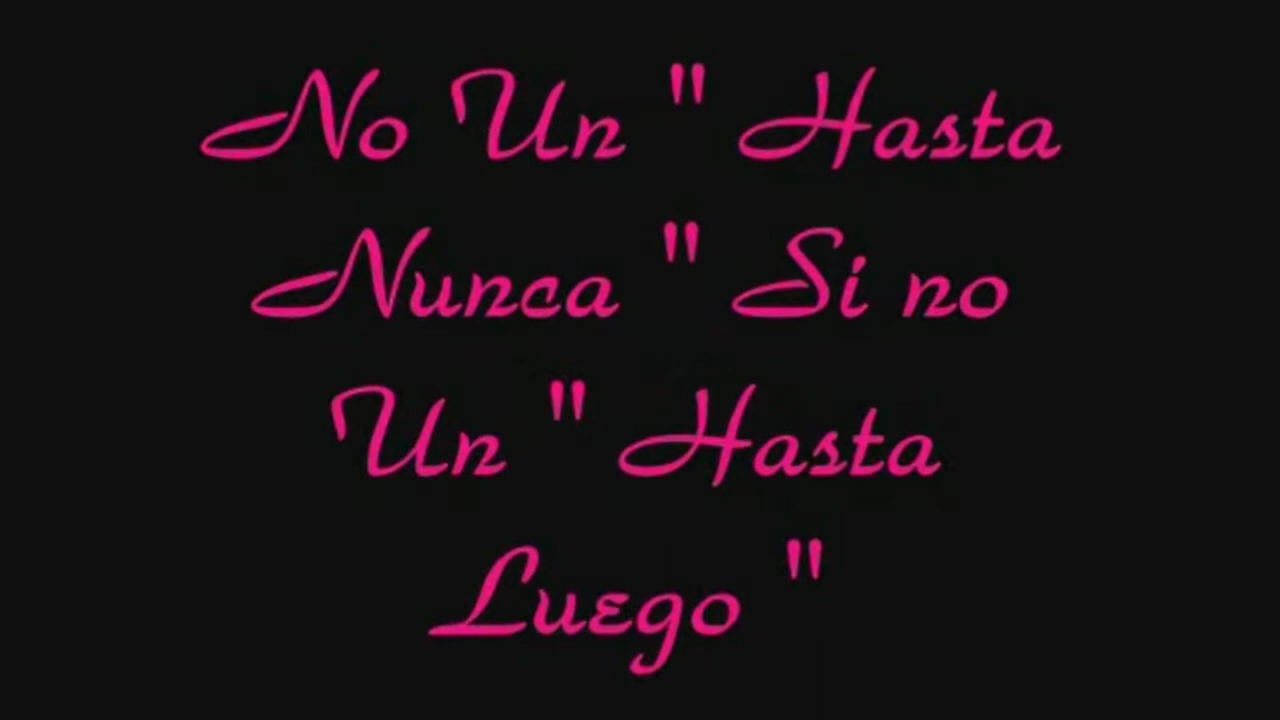 No Un " Hasta
Nunca " Si no
Un " Hasta
Luego "